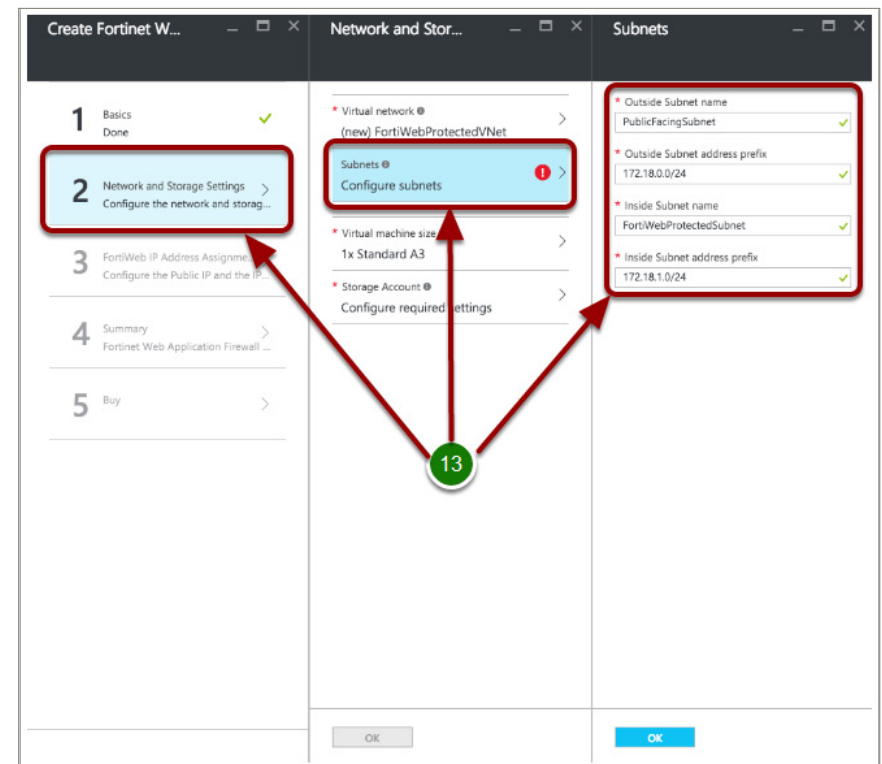 Create Fortinet W...
Network and Stor...
Subnets
1
Basics
Done
2
Network and Storage Settings
Configure the network and storag...
3
FortiWeb IP Address Assignme...
Configure the Public IP and the IP...
4
Summary
Fortinet Web Application Firewall ...
5
Buy
* Virtual network
(new) FortiWebProtectedVNet
Subnets
Configure subnets
* Virtual machine size
1x Standard A3
* Storage Account
Configure required settings
OK
* Outside Subnet name
PublicFacingSubnet
* Outside Subnet address prefix
172.18.0.0/24
* Inside Subnet name
FortiWebProtectedSubnet
* Inside Subnet address prefix
172.18.1.0/24
OK
13